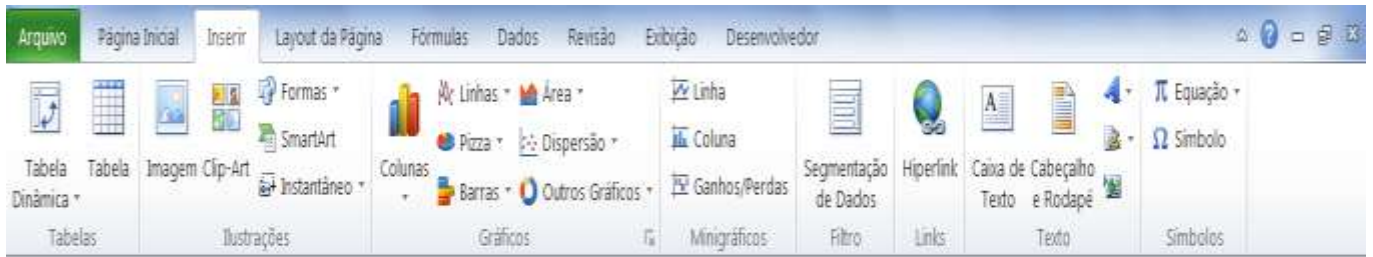 Arquivo Página Inicial Inserir Layout da Página Fórmulas Dados Revisão Exibição Desenvolvedor
Tabela Dinâmica
Tabela
Tabelas
Imagem
Clip-Art
Formas
SmartArt
Instantâneo
Ilustrações
Colunas
Linhas
Pizza
Barras
Área
Dispersão
Outros Gráficos
Gráficos
Linha
Coluna
Ganhos/Perdas
Minigráficos
Segmentação
de Dados
Filtro
Hiperlink
Links
A
Caixa de
Texto
Cabeçalho
e Rodapé
A
Texto
π Equação
Ω Símbolo
Símbolos